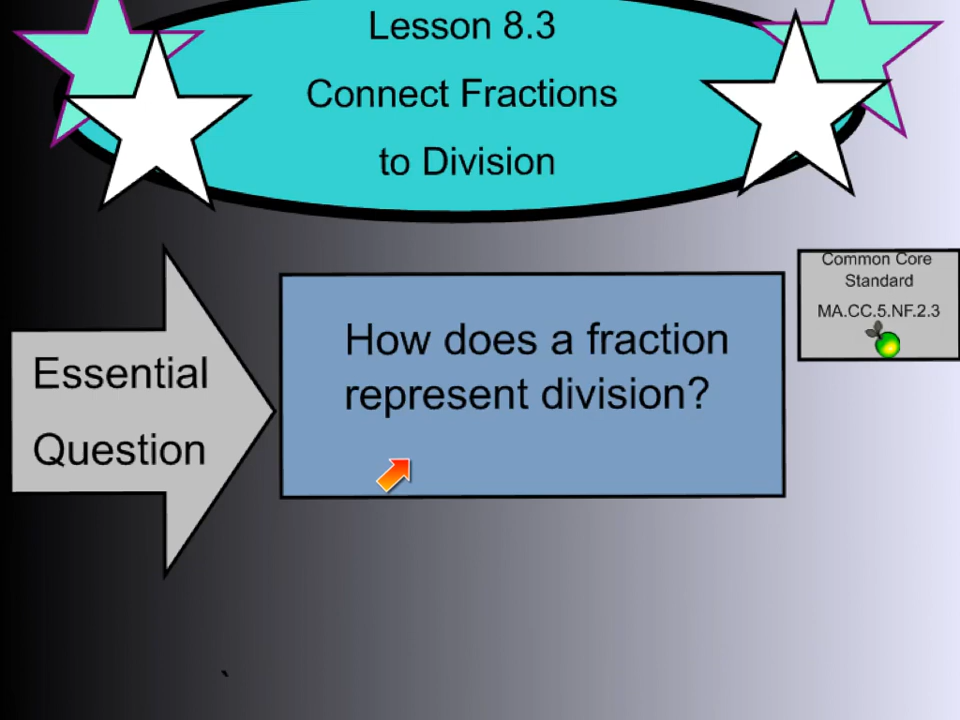 Lesson 8.3
Connect Fractions
to Division
Common Core
Standard
MA.CC.5.NF.2.3
How does a fraction
represent division?
Essential
Question